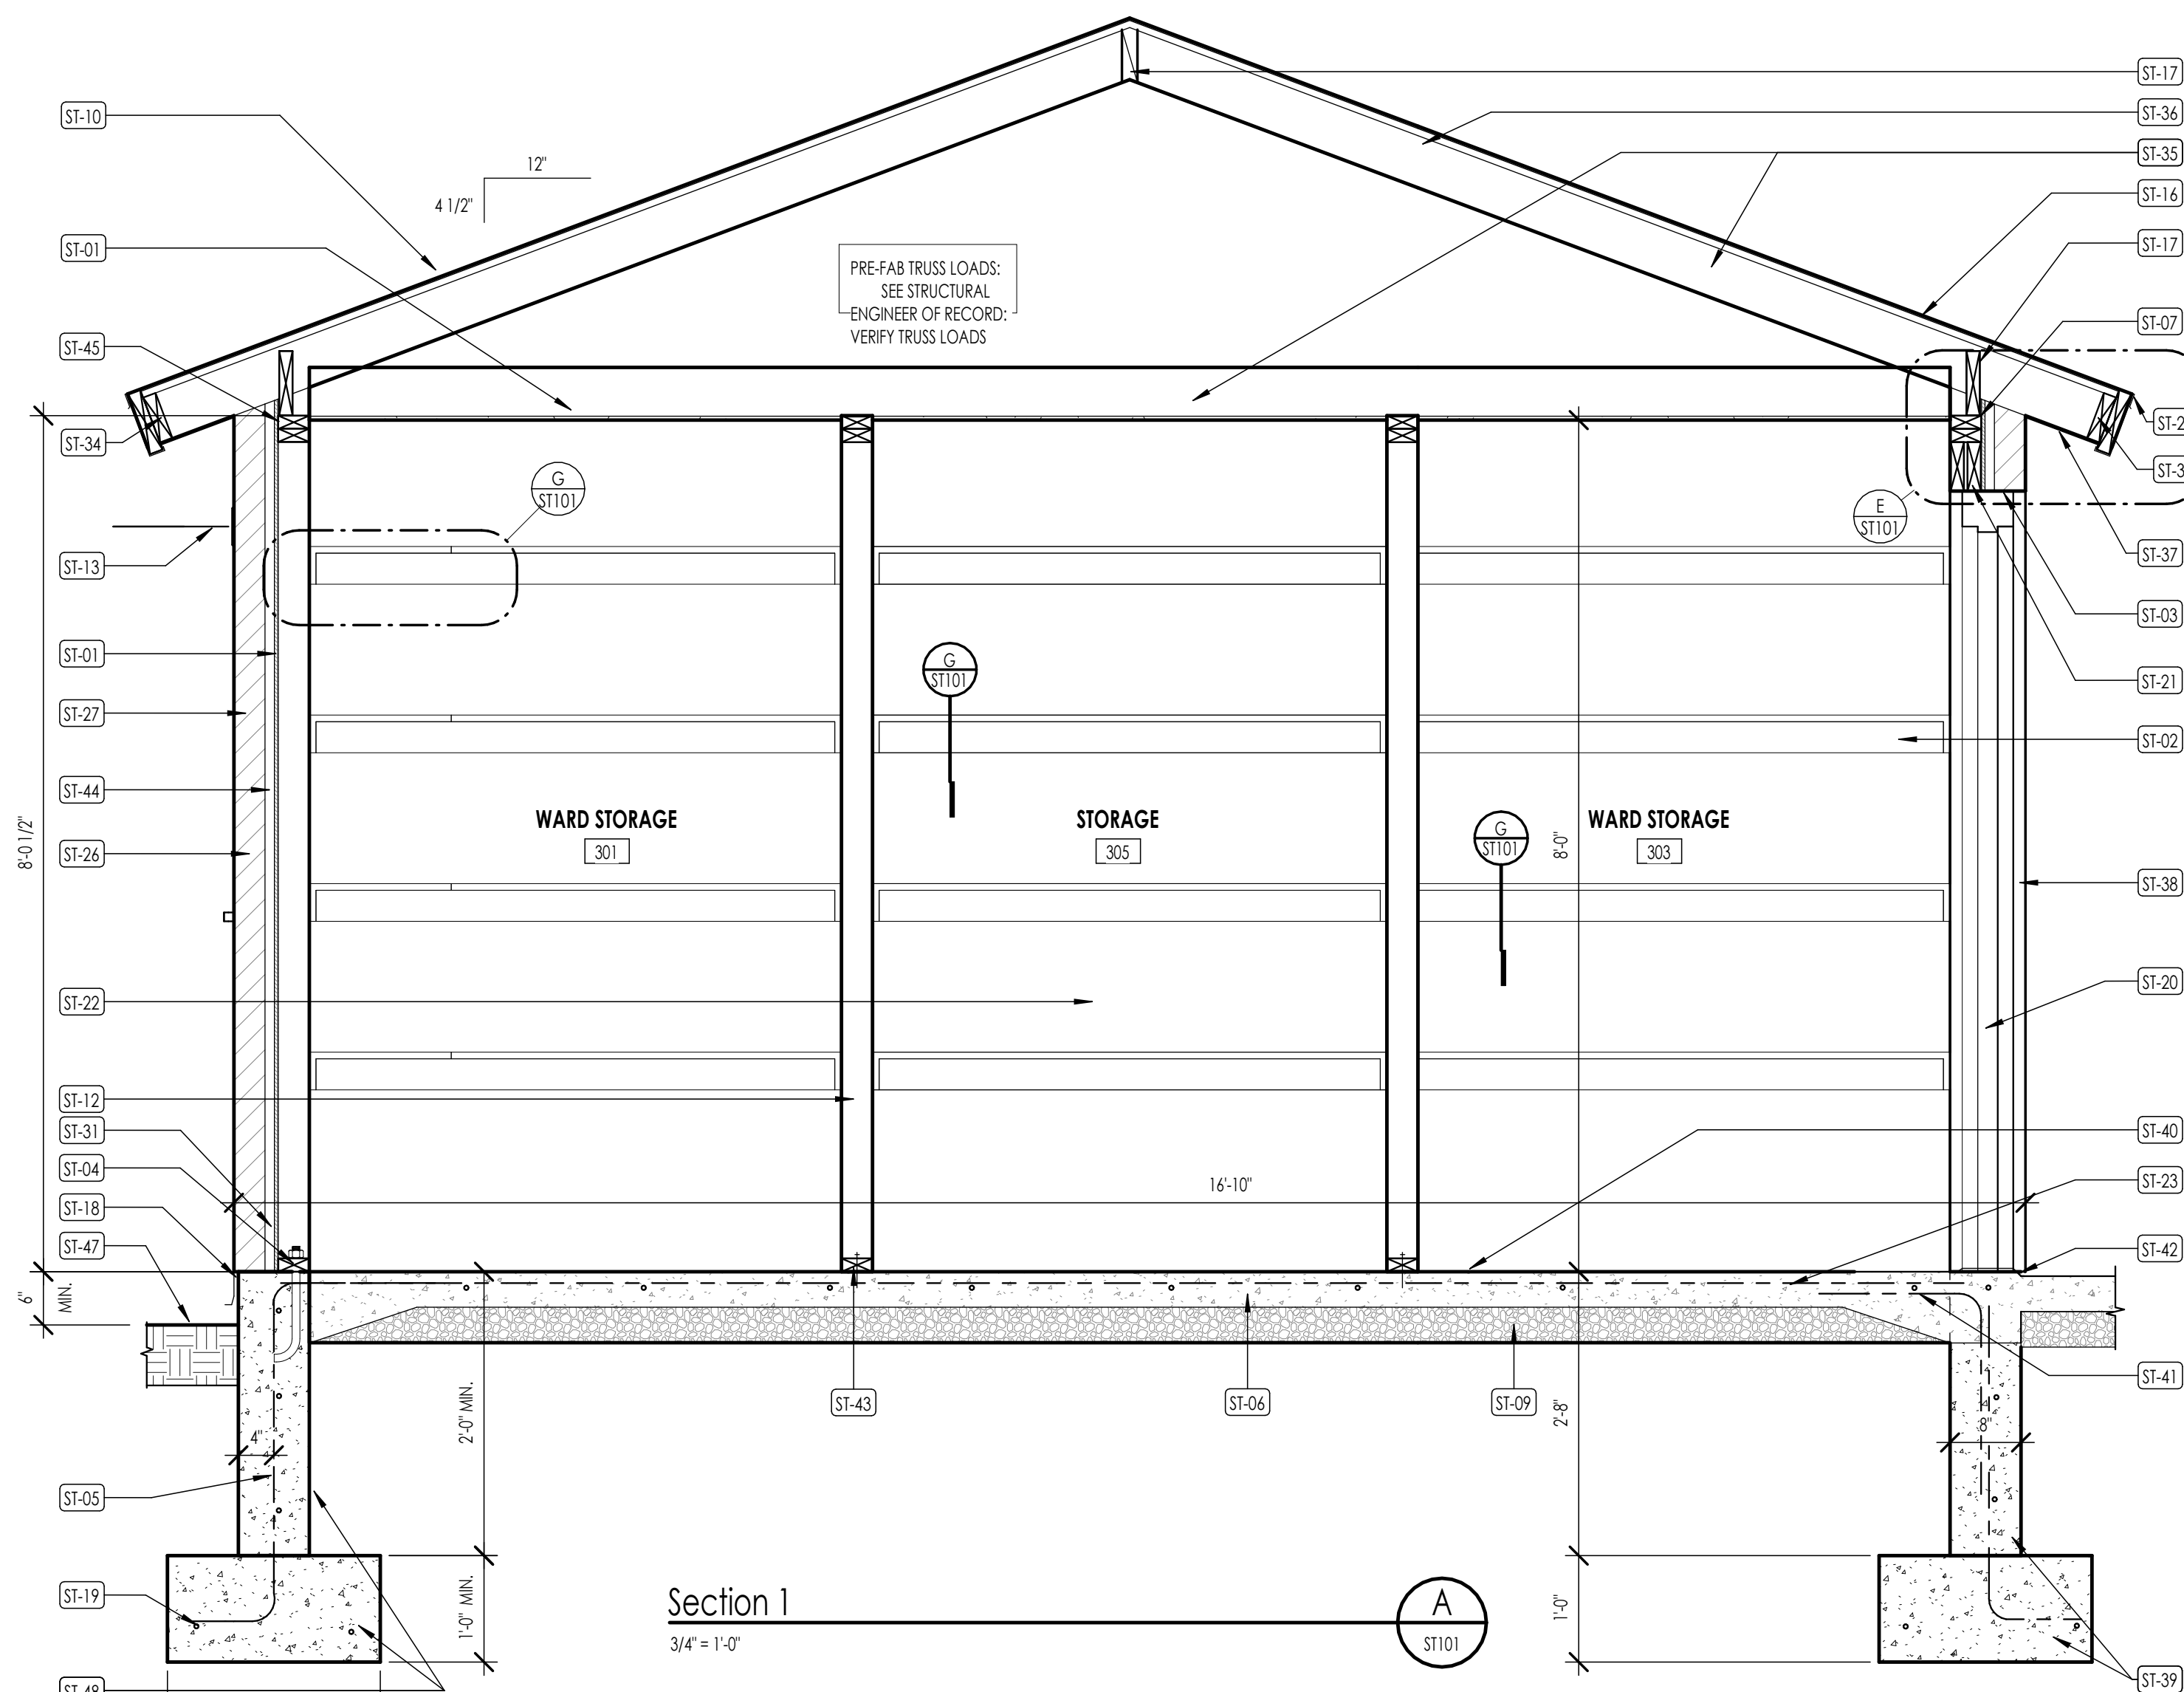 ST-17
ST-10
ST-36
12"
ST-35
4 1/2"
ST-16
ST-01
ST-17
PRE-FAB TRUSS LOADS:
SEE STRUCTURAL
ENGINEER OF RECORD:
VERIFY TRUSS LOADS
ST-45
ST-07
ST-34
G
ST101
E
ST101
ST-13
ST-37
ST-03
ST-01
G
ST101
ST-21
ST-27
ST-02
ST-44
8'-0 1/2"
WARD STORAGE
301
STORAGE
305
G
ST101
8'-0"
WARD STORAGE
303
ST-26
ST-38
ST-22
ST-20
ST-12
ST-31
ST-40
ST-04
16'-10"
ST-23
ST-18
ST-47
ST-42
6"
MIN.
ST-43
ST-06
ST-09
ST-41
2'-0" MIN.
2'-8"
4"
8"
ST-05
ST-19
1'-0" MIN.
Section 1
3/4" = 1'-0"
A
ST101
1'-0"
ST-48
ST-39